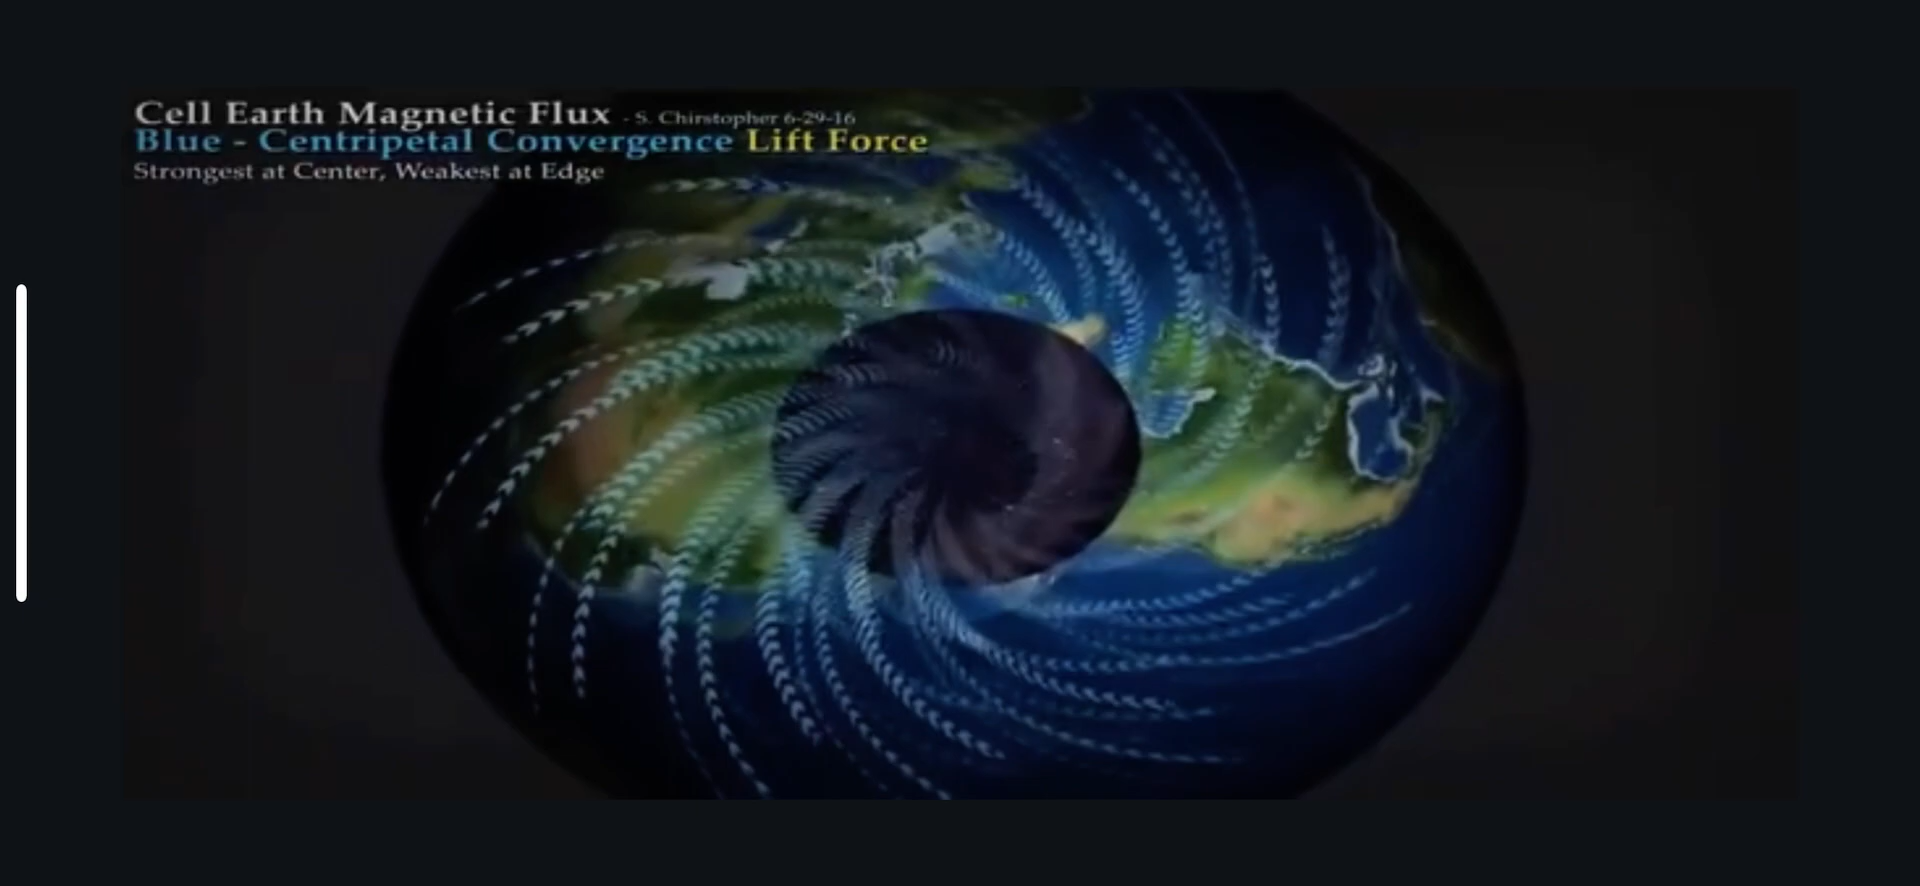 Cell Earth Magnetic Flux - S. Chirstopher 6-29-16
Blue - Centripetal Convergence Lift Force
Strongest at Center, Weakest at Edge